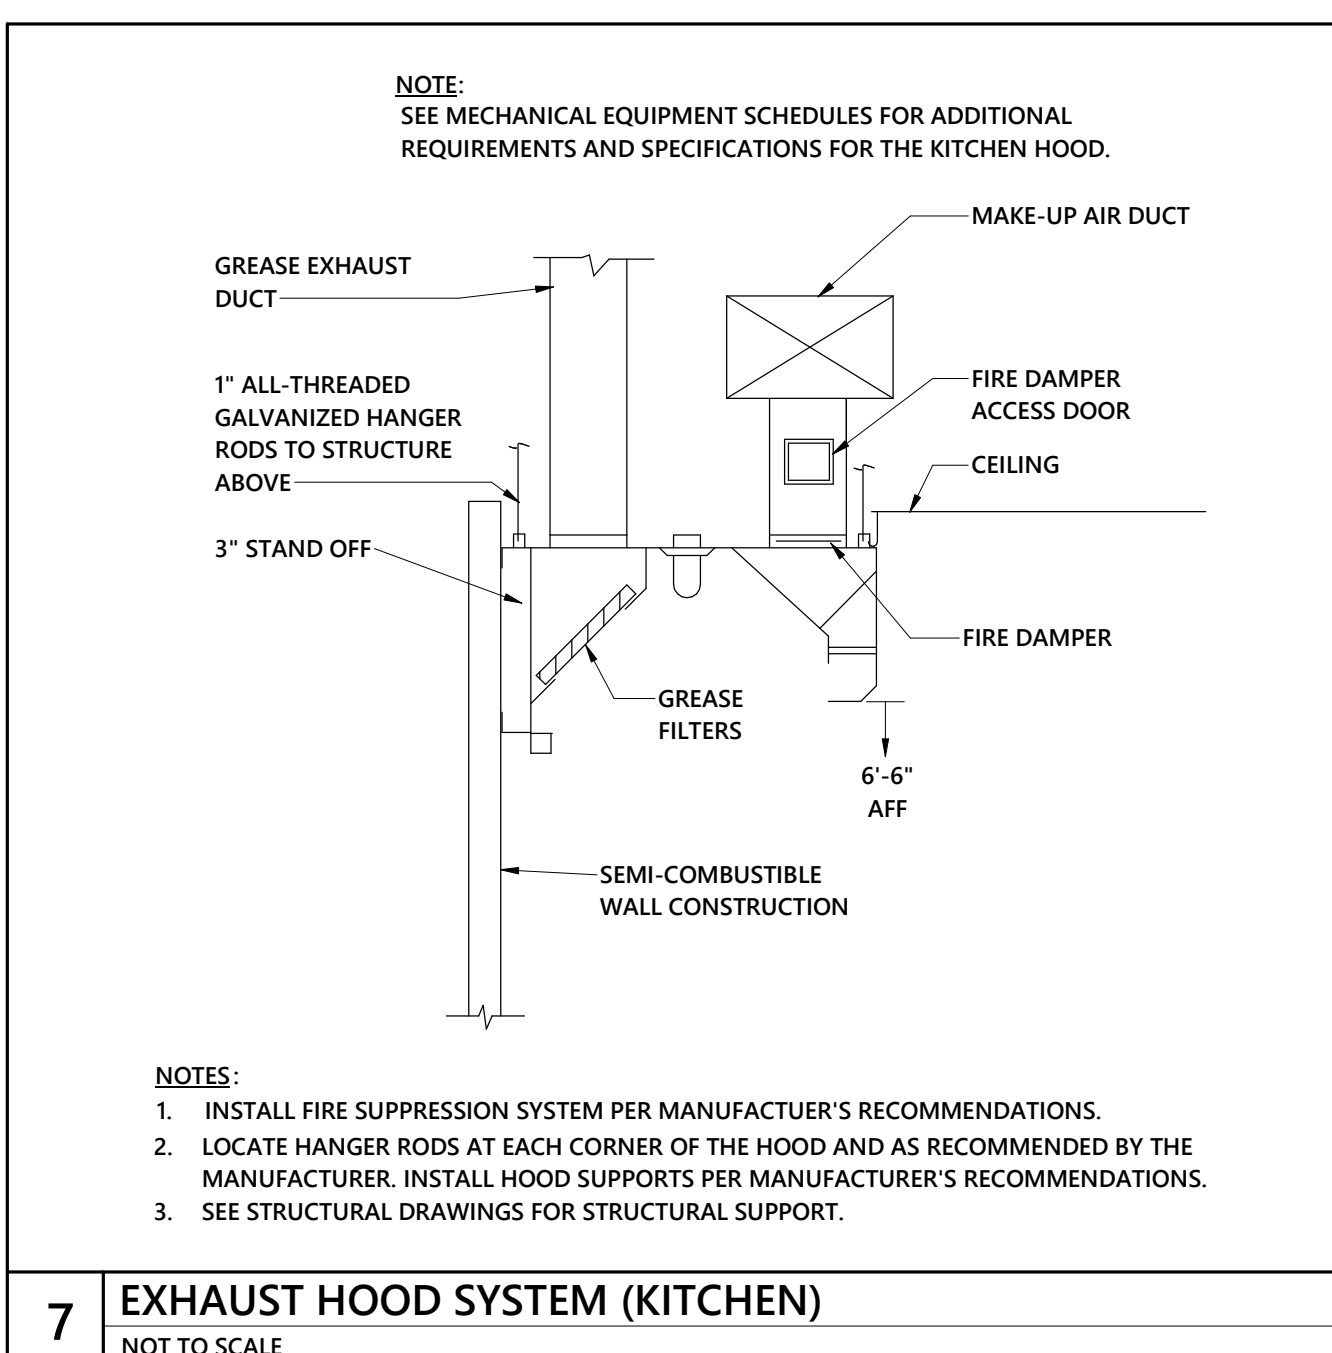 NOTE:
SEE MECHANICAL EQUIPMENT SCHEDULES FOR ADDITIONAL
REQUIREMENTS AND SPECIFICATIONS FOR THE KITCHEN HOOD.
MAKE-UP AIR DUCT
GREASE EXHAUST
DUCT
1" ALL-THREADED
GALVANIZED HANGER
RODS TO STRUCTURE
ABOVE
FIRE DAMPER
ACCESS DOOR
CEILING
3" STAND OFF
FIRE DAMPER
GREASE
FILTERS
6'-6"
AFF
SEMI-COMBUSTIBLE
WALL CONSTRUCTION
NOTES:
1. INSTALL FIRE SUPPRESSION SYSTEM PER MANUFACTUER'S RECOMMENDATIONS.
2. LOCATE HANGER RODS AT EACH CORNER OF THE HOOD AND AS RECOMMENDED BY THE
MANUFACTURER. INSTALL HOOD SUPPORTS PER MANUFACTURER'S RECOMMENDATIONS.
3. SEE STRUCTURAL DRAWINGS FOR STRUCTURAL SUPPORT.
7
EXHAUST HOOD SYSTEM (KITCHEN)
NOT TO SCALE